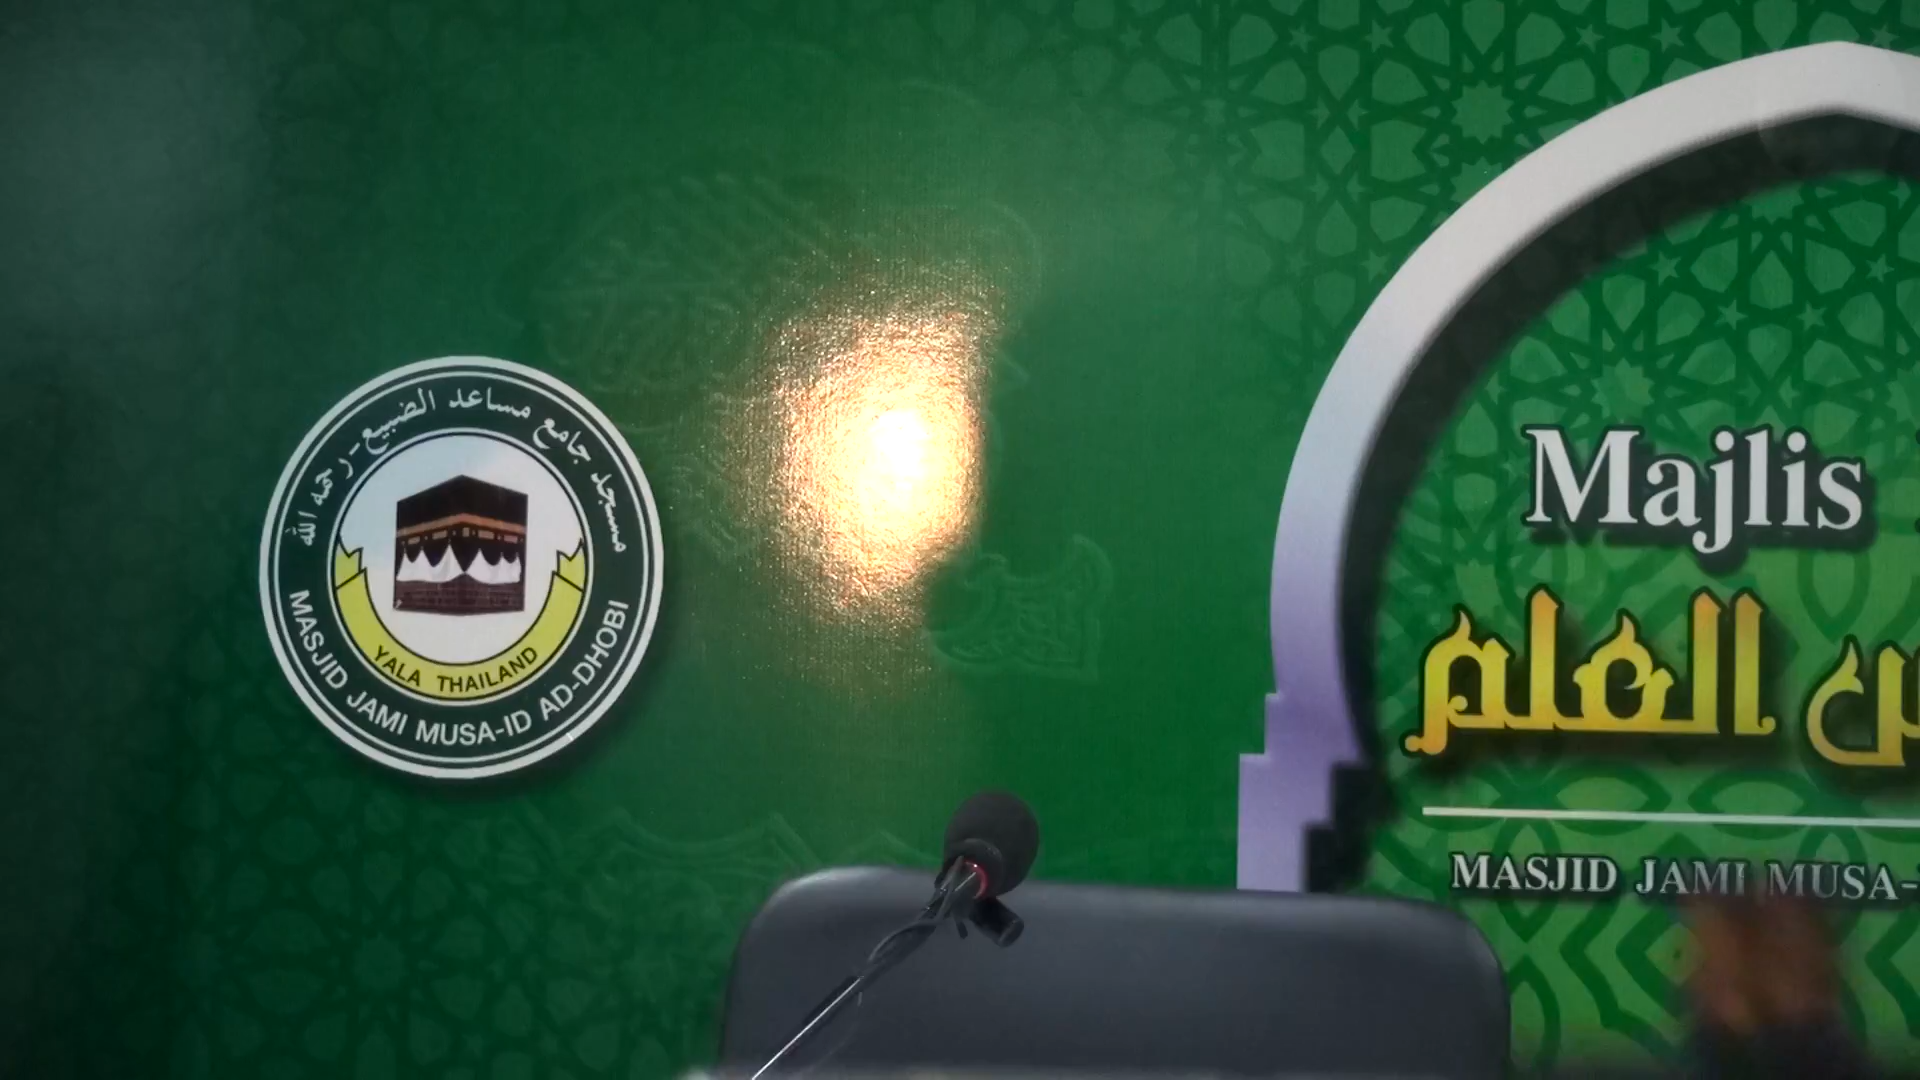 مسجد جامع مساعد الضبيع - رحمه الله
YALA THAILAND
MASJID JAMI MUSA-ID AD-DHOBI
Majlis
العلم
MASJID JAMI MUSA-